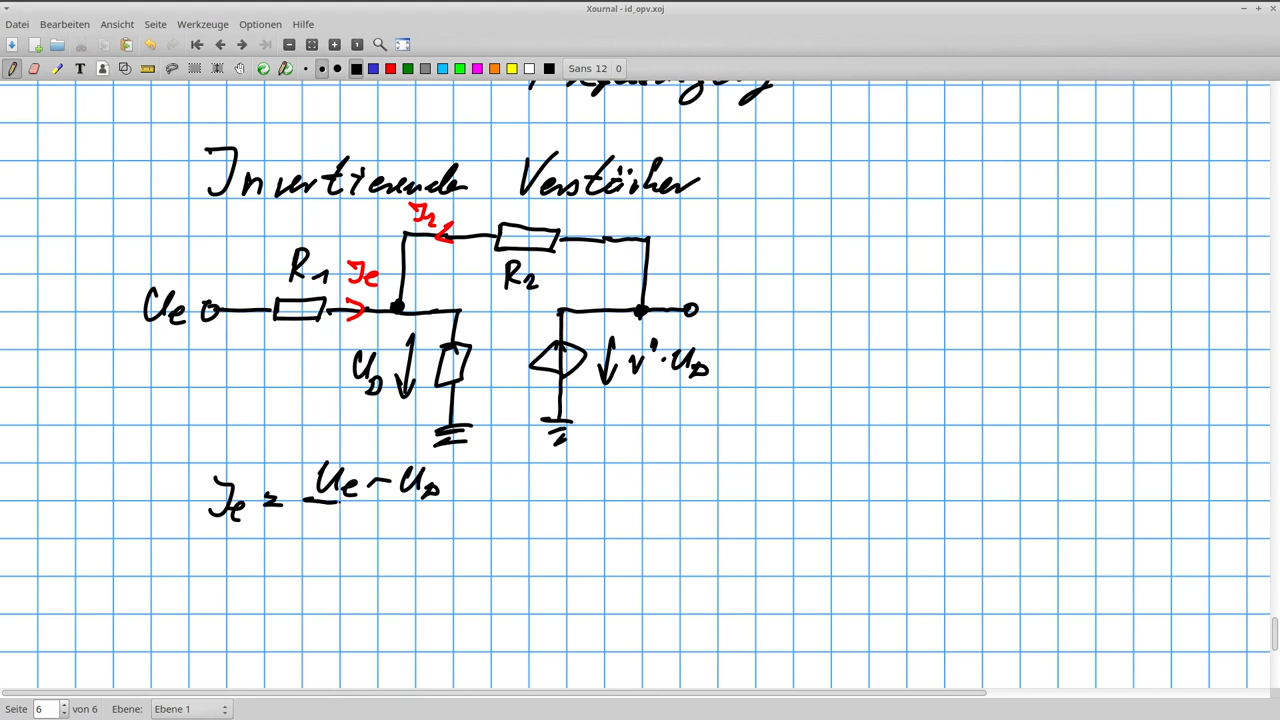 Xournal - id_opv.xoj
Datei Bearbeiten Ansicht Seite Werkzeuge Optionen Hilfe
Sans 12 0
Invertierender Verstärker
I2
R1 Ie R2
Ue
UD V' · UD
Ie = Ue - UD
Seite 6 von 6 Ebene: Ebene 1